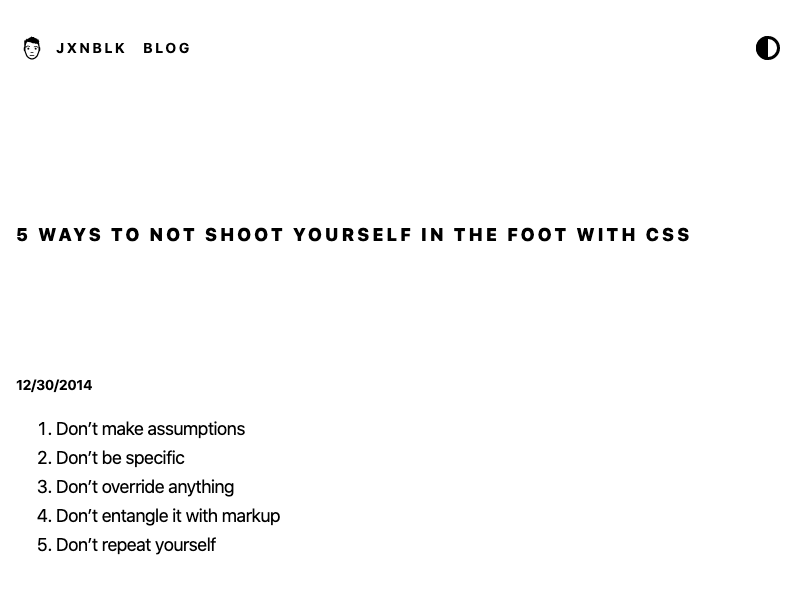 JXNBLK BLOG
5 WAYS TO NOT SHOOT YOURSELF IN THE FOOT WITH CSS
12/30/2014
1. Don’t make assumptions
2. Don’t be specific
3. Don’t override anything
4. Don’t entangle it with markup
5. Don’t repeat yourself